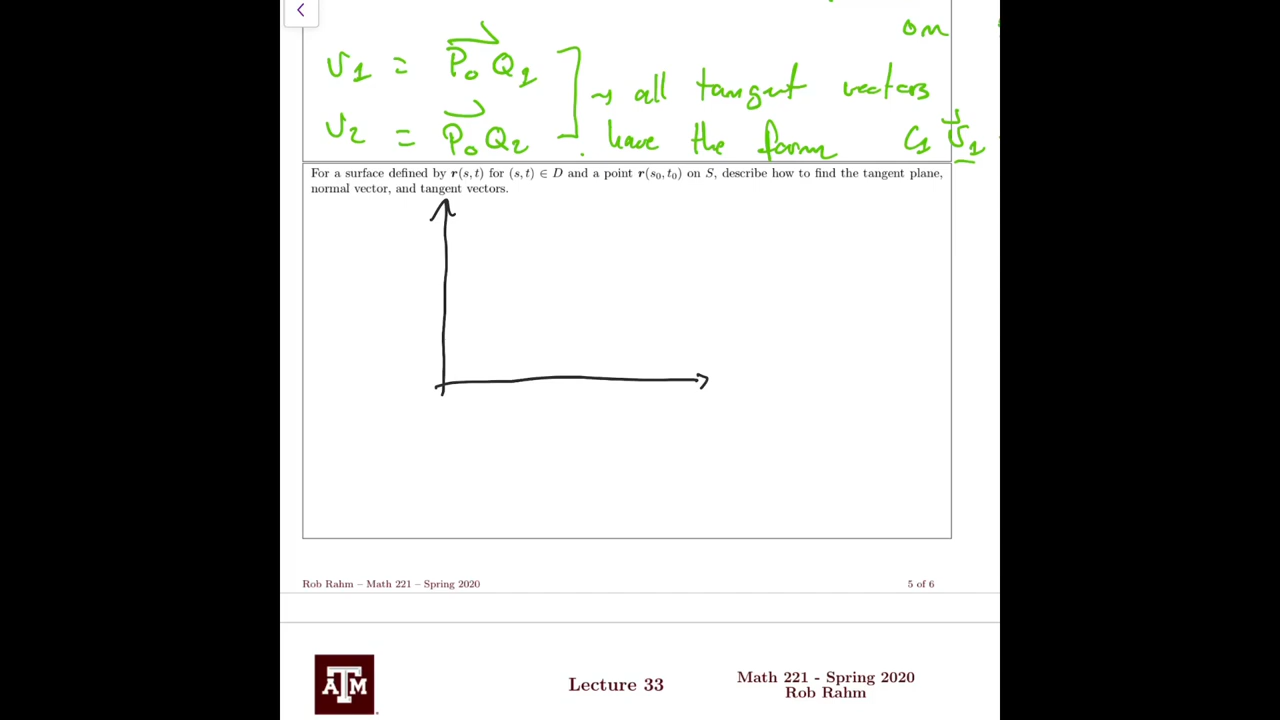 on
v₁ = P₀Q₁ ~ all tangent vectors
v₂ = P₀Q₂ . have the form C₁ v₁
For a surface defined by r(s, t) for (s, t) ∈ D and a point r(s₀, t₀) on S, describe how to find the tangent plane,
normal vector, and tangent vectors.
Rob Rahm – Math 221 – Spring 2020 5 of 6
ATM
Lecture 33
Math 221 - Spring 2020
Rob Rahm